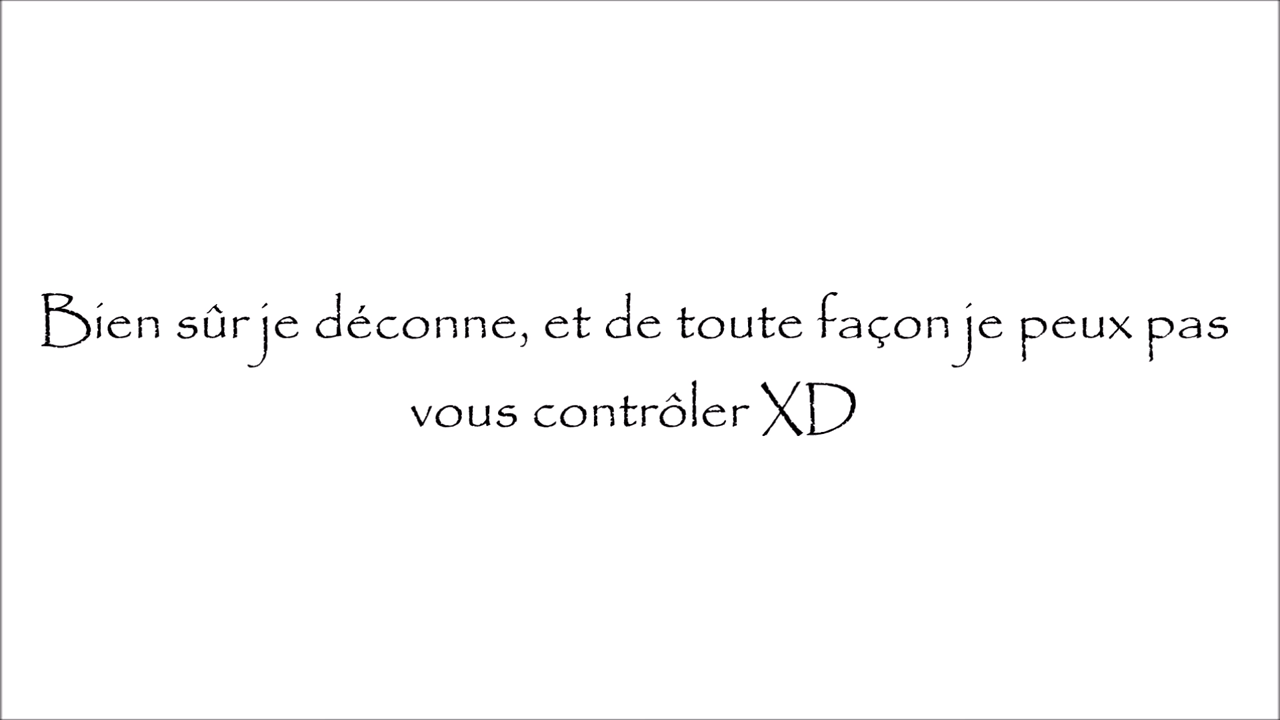 Bien sûr je déconne, et de toute façon je peux pas
vous contrôler XD